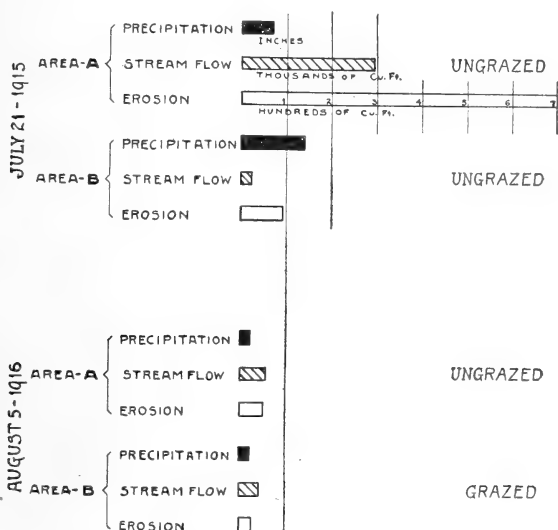 JULY 21-1915
AREA-A
PRECIPITATION
INCHES
STREAM FLOW
THOUSANDS OF Cu. Ft.
UNGRAZED
EROSION
1 2 3 4 5 6 7
HUNDREDS OF Cu. Ft.
AREA-B
PRECIPITATION
STREAM FLOW
UNGRAZED
EROSION
AUGUST 5-1916
AREA-A
PRECIPITATION
STREAM FLOW
UNGRAZED
EROSION
AREA-B
PRECIPITATION
STREAM FLOW
GRAZED
EROSION